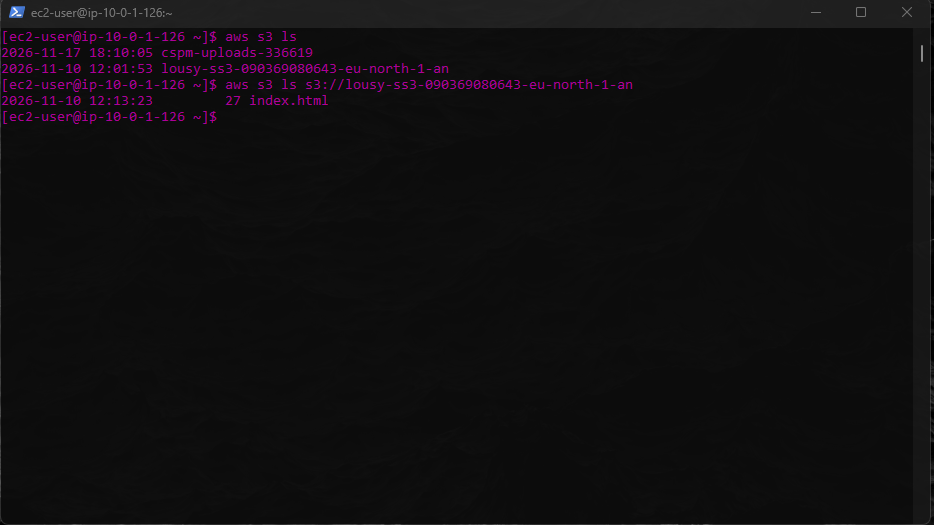 ec2-user@ip-10-0-1-126:~
[ec2-user@ip-10-0-1-126 ~]$ aws s3 ls
2026-11-17 18:10:05 cspm-uploads-336619
2026-11-10 12:01:53 lousy-ss3-090369080643-eu-north-1-an
[ec2-user@ip-10-0-1-126 ~]$ aws s3 ls s3://lousy-ss3-090369080643-eu-north-1-an
2026-11-10 12:13:23         27 index.html
[ec2-user@ip-10-0-1-126 ~]$